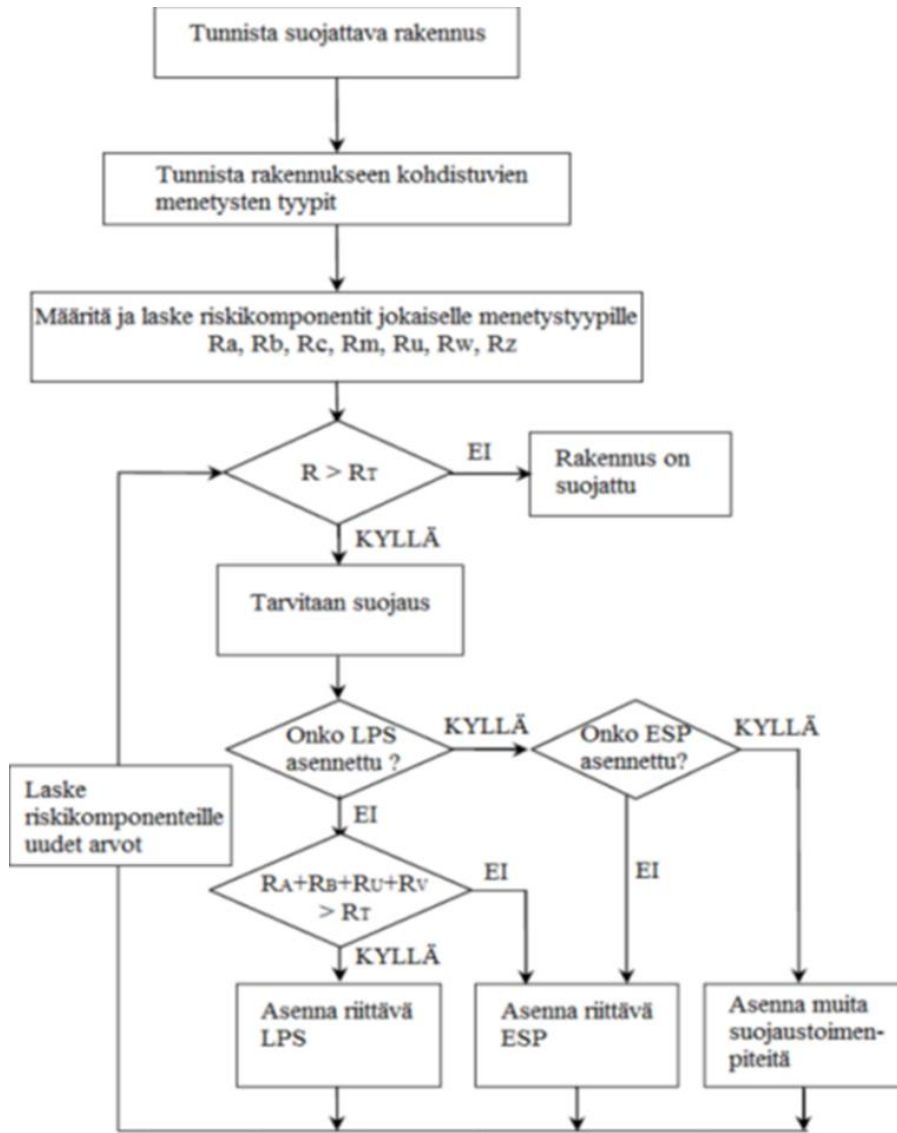 Tunnista suojattava rakennus
Tunnista rakennukseen kohdistuvien
menetysten tyypit
Määritä ja laske riskikomponentit jokaiselle menetystyypille
Ra, Rb, Rc, Rm, Ru, Rw, Rz
R > RT
EI
Rakennus on
suojattu
KYLLÄ
Tarvitaan suojaus
Onko LPS
asennettu ?
KYLLÄ
Onko ESP
asennettu?
KYLLÄ
Laske
riskikomponenteille
uudet arvot
EI
RA+RB+RU+RV
> RT
EI
EI
KYLLÄ
Asenna riittävä
LPS
Asenna riittävä
ESP
Asenna muita
suojaustoimen-
piteitä